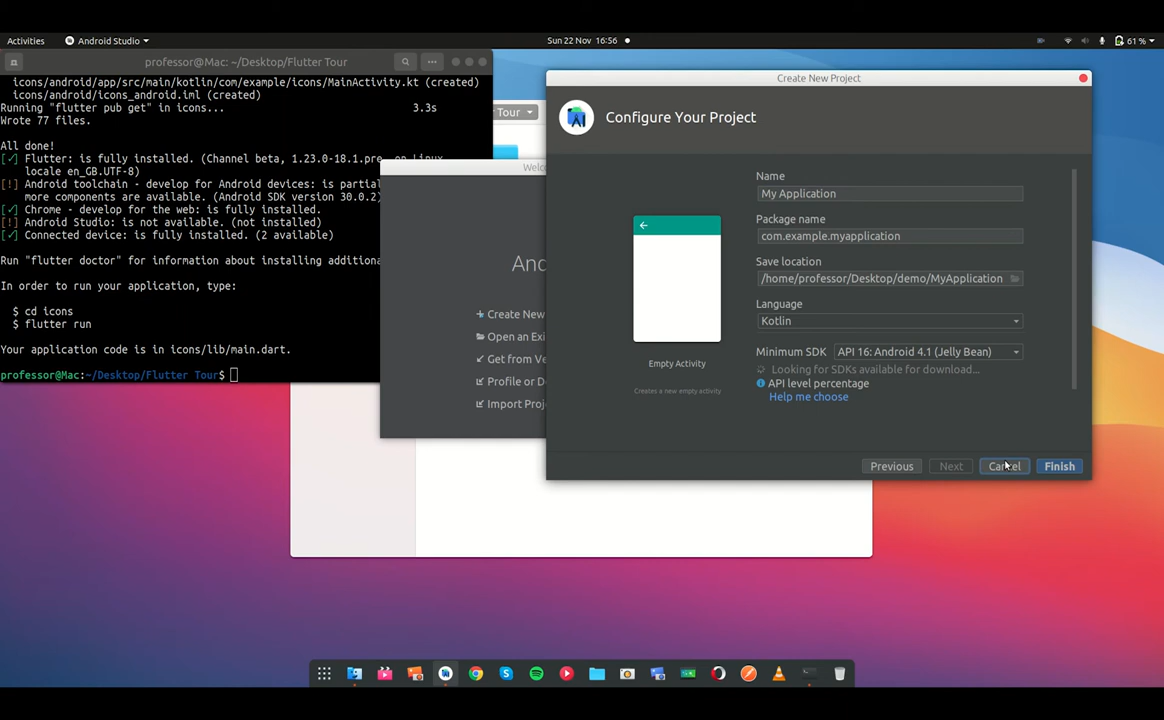 Activities
Android Studio
Sun 22 Nov 16:56
61 %
professor@Mac: ~/Desktop/Flutter Tour
icons/android/app/src/main/kotlin/com/example/icons/MainActivity.kt (created)
icons/android/icons_android.iml (created)
Running "flutter pub get" in icons... 3.3s
Wrote 77 files.
All done!
[✓] Flutter: is fully installed. (Channel beta, 1.23.0-18.1.pre, on Linux,
locale en_GB.UTF-8)
[!] Android toolchain - develop for Android devices: is partial
more components are available. (Android SDK version 30.0.2)
[✓] Chrome - develop for the web: is fully installed.
[!] Android Studio: is not available. (not installed)
[✓] Connected device: is fully installed. (2 available)
Run "flutter doctor" for information about installing additiona
In order to run your application, type:
$ cd icons
$ flutter run
Your application code is in icons/lib/main.dart.
professor@Mac:~/Desktop/Flutter Tour$
Tour
Welco
And
Create New
Open an Exi
Get from Ve
Profile or D
Import Proj
Create New Project
Configure Your Project
Empty Activity
Creates a new empty activity
Name
My Application
Package name
com.example.myapplication
Save location
/home/professor/Desktop/demo/MyApplication
Language
Kotlin
Minimum SDK API 16: Android 4.1 (Jelly Bean)
Looking for SDKs available for download...
API level percentage
Help me choose
Previous
Next
Cancel
Finish